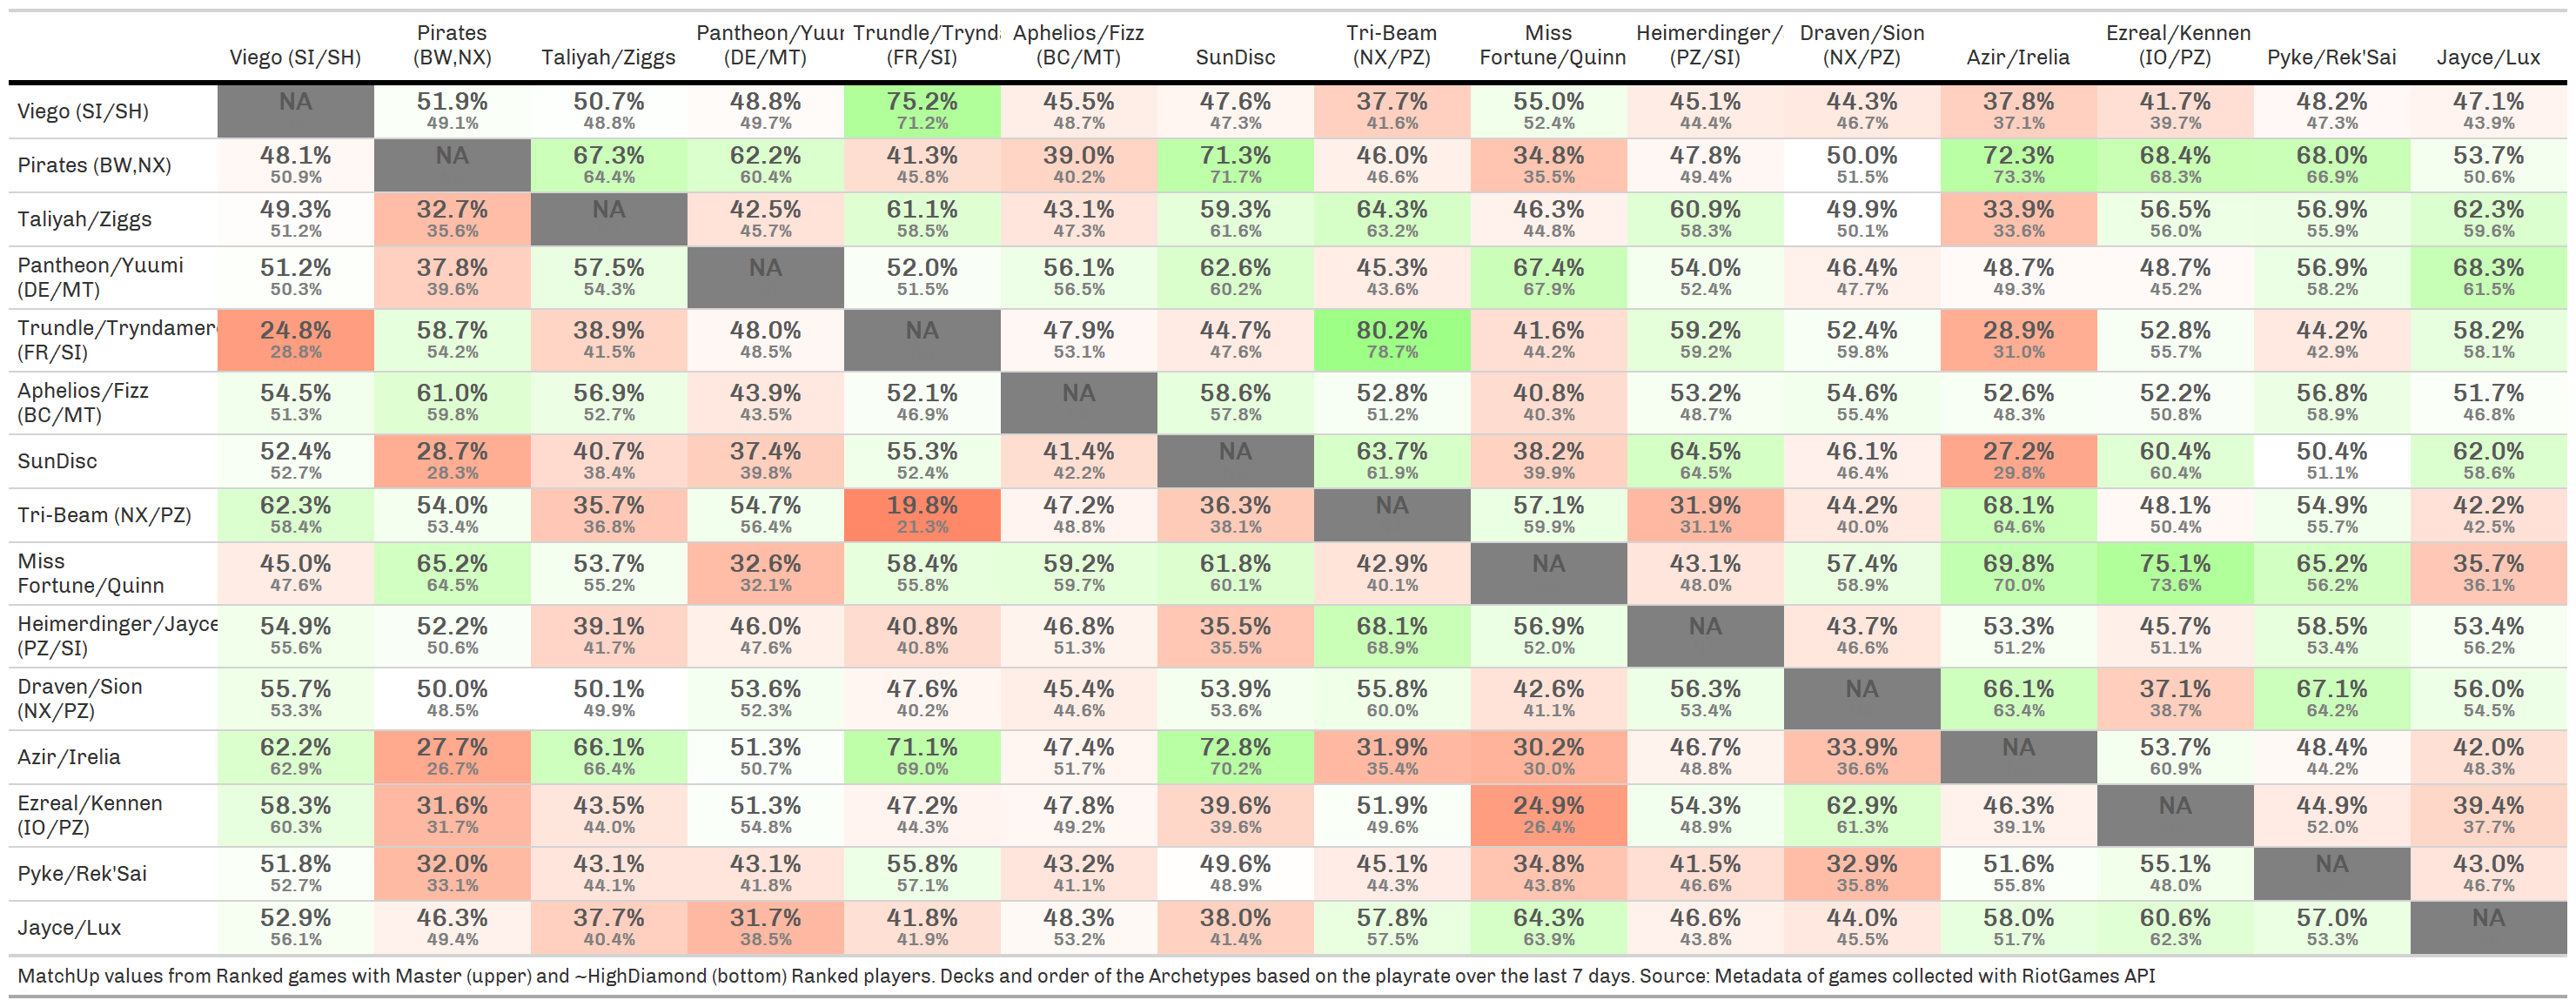 Viego (SI/SH) Pirates (BW,NX) Taliyah/Ziggs Pantheon/Yuur (DE/MT) Trundle/Trynda (FR/SI) Aphelios/Fizz (BC/MT) SunDisc Tri-Beam (NX/PZ) Miss Fortune/Quinn Heimerdinger/ (PZ/SI) Draven/Sion (NX/PZ) Azir/Irelia Ezreal/Kennen (IO/PZ) Pyke/Rek'Sai Jayce/Lux
Viego (SI/SH) NA 51.9% 50.7% 48.8% 75.2% 45.5% 47.6% 37.7% 55.0% 45.1% 44.3% 37.8% 41.7% 48.2% 47.1%
49.1% 48.8% 49.7% 71.2% 48.7% 47.3% 41.6% 52.4% 44.4% 46.7% 37.1% 39.7% 47.3% 43.9%
Pirates (BW,NX) 48.1% NA 67.3% 62.2% 41.3% 39.0% 71.3% 46.0% 34.8% 47.8% 50.0% 72.3% 68.4% 68.0% 53.7%
50.9% 64.4% 60.4% 45.8% 40.2% 71.7% 46.6% 35.5% 49.4% 51.5% 73.3% 68.3% 66.9% 50.6%
Taliyah/Ziggs 49.3% 32.7% NA 42.5% 61.1% 43.1% 59.3% 64.3% 46.3% 60.9% 49.9% 33.9% 56.5% 56.9% 62.3%
51.2% 35.6% 45.7% 58.5% 47.3% 61.6% 63.2% 44.8% 58.3% 50.1% 33.6% 56.0% 55.9% 59.6%
Pantheon/Yuumi 51.2% 37.8% 57.5% NA 52.0% 56.1% 62.6% 45.3% 67.4% 54.0% 46.4% 48.7% 48.7% 56.9% 68.3%
(DE/MT) 50.3% 39.6% 54.3% 51.5% 56.5% 60.2% 43.6% 67.9% 52.4% 47.7% 49.3% 45.2% 58.2% 61.5%
Trundle/Tryndamer 24.8% 58.7% 38.9% 48.0% NA 47.9% 44.7% 80.2% 41.6% 59.2% 52.4% 28.9% 52.8% 44.2% 58.2%
(FR/SI) 28.8% 54.2% 41.5% 48.5% 53.1% 47.6% 78.7% 44.2% 59.2% 59.8% 31.0% 55.7% 42.9% 58.1%
Aphelios/Fizz 54.5% 61.0% 56.9% 43.9% 52.1% NA 58.6% 52.8% 40.8% 53.2% 54.6% 52.6% 52.2% 56.8% 51.7%
(BC/MT) 51.3% 59.8% 52.7% 43.5% 46.9% 57.8% 51.2% 40.3% 48.7% 55.4% 48.3% 50.8% 58.9% 46.8%
SunDisc 52.4% 28.7% 40.7% 37.4% 55.3% 41.4% NA 63.7% 38.2% 64.5% 46.1% 27.2% 60.4% 50.4% 62.0%
52.7% 28.3% 38.4% 39.8% 52.4% 42.2% 61.9% 39.9% 64.5% 46.4% 29.8% 60.4% 51.1% 58.6%
Tri-Beam (NX/PZ) 62.3% 54.0% 35.7% 54.7% 19.8% 47.2% 36.3% NA 57.1% 31.9% 44.2% 68.1% 48.1% 54.9% 42.2%
58.4% 53.4% 36.8% 56.4% 21.3% 48.8% 38.1% 59.9% 31.1% 40.0% 64.6% 50.4% 55.7% 42.5%
Miss 45.0% 65.2% 53.7% 32.6% 58.4% 59.2% 61.8% 42.9% NA 43.1% 57.4% 69.8% 75.1% 65.2% 35.7%
Fortune/Quinn 47.6% 64.5% 55.2% 32.1% 55.8% 59.7% 60.1% 40.1% 48.0% 58.9% 70.0% 73.6% 56.2% 36.1%
Heimerdinger/Jayce 54.9% 52.2% 39.1% 46.0% 40.8% 46.8% 35.5% 68.1% 56.9% NA 43.7% 53.3% 45.7% 58.5% 53.4%
(PZ/SI) 55.6% 50.6% 41.7% 47.6% 40.8% 51.3% 35.5% 68.9% 52.0% 46.6% 51.2% 51.1% 53.4% 56.2%
Draven/Sion 55.7% 50.0% 50.1% 53.6% 47.6% 45.4% 53.9% 55.8% 42.6% 56.3% NA 66.1% 37.1% 67.1% 56.0%
(NX/PZ) 53.3% 48.5% 49.9% 52.3% 40.2% 44.6% 53.6% 60.0% 41.1% 53.4% 63.4% 38.7% 64.2% 54.5%
Azir/Irelia 62.2% 27.7% 66.1% 51.3% 71.1% 47.4% 72.8% 31.9% 30.2% 46.7% 33.9% NA 53.7% 48.4% 42.0%
62.9% 26.7% 66.4% 50.7% 69.0% 51.7% 70.2% 35.4% 30.0% 48.8% 36.6% 60.9% 44.2% 48.3%
Ezreal/Kennen 58.3% 31.6% 43.5% 51.3% 47.2% 47.8% 39.6% 51.9% 24.9% 54.3% 62.9% 46.3% NA 44.9% 39.4%
(IO/PZ) 60.3% 31.7% 44.0% 54.8% 44.3% 49.2% 39.6% 49.6% 26.4% 48.9% 61.3% 39.1% 52.0% 37.7%
Pyke/Rek'Sai 51.8% 32.0% 43.1% 43.1% 55.8% 43.2% 49.6% 45.1% 34.8% 41.5% 32.9% 51.6% 55.1% NA 43.0%
52.7% 33.1% 44.1% 41.8% 57.1% 41.1% 48.9% 44.3% 43.8% 46.6% 35.8% 55.8% 48.0% 46.7%
Jayce/Lux 52.9% 46.3% 37.7% 31.7% 41.8% 48.3% 38.0% 57.8% 64.3% 46.6% 44.0% 58.0% 60.6% 57.0% NA
56.1% 49.4% 40.4% 38.5% 41.9% 53.2% 41.4% 57.5% 63.9% 43.8% 45.5% 51.7% 62.3% 53.3%
MatchUp values from Ranked games with Master (upper) and ~HighDiamond (bottom) Ranked players. Decks and order of the Archetypes based on the playrate over the last 7 days. Source: Metadata of games collected with RiotGames API